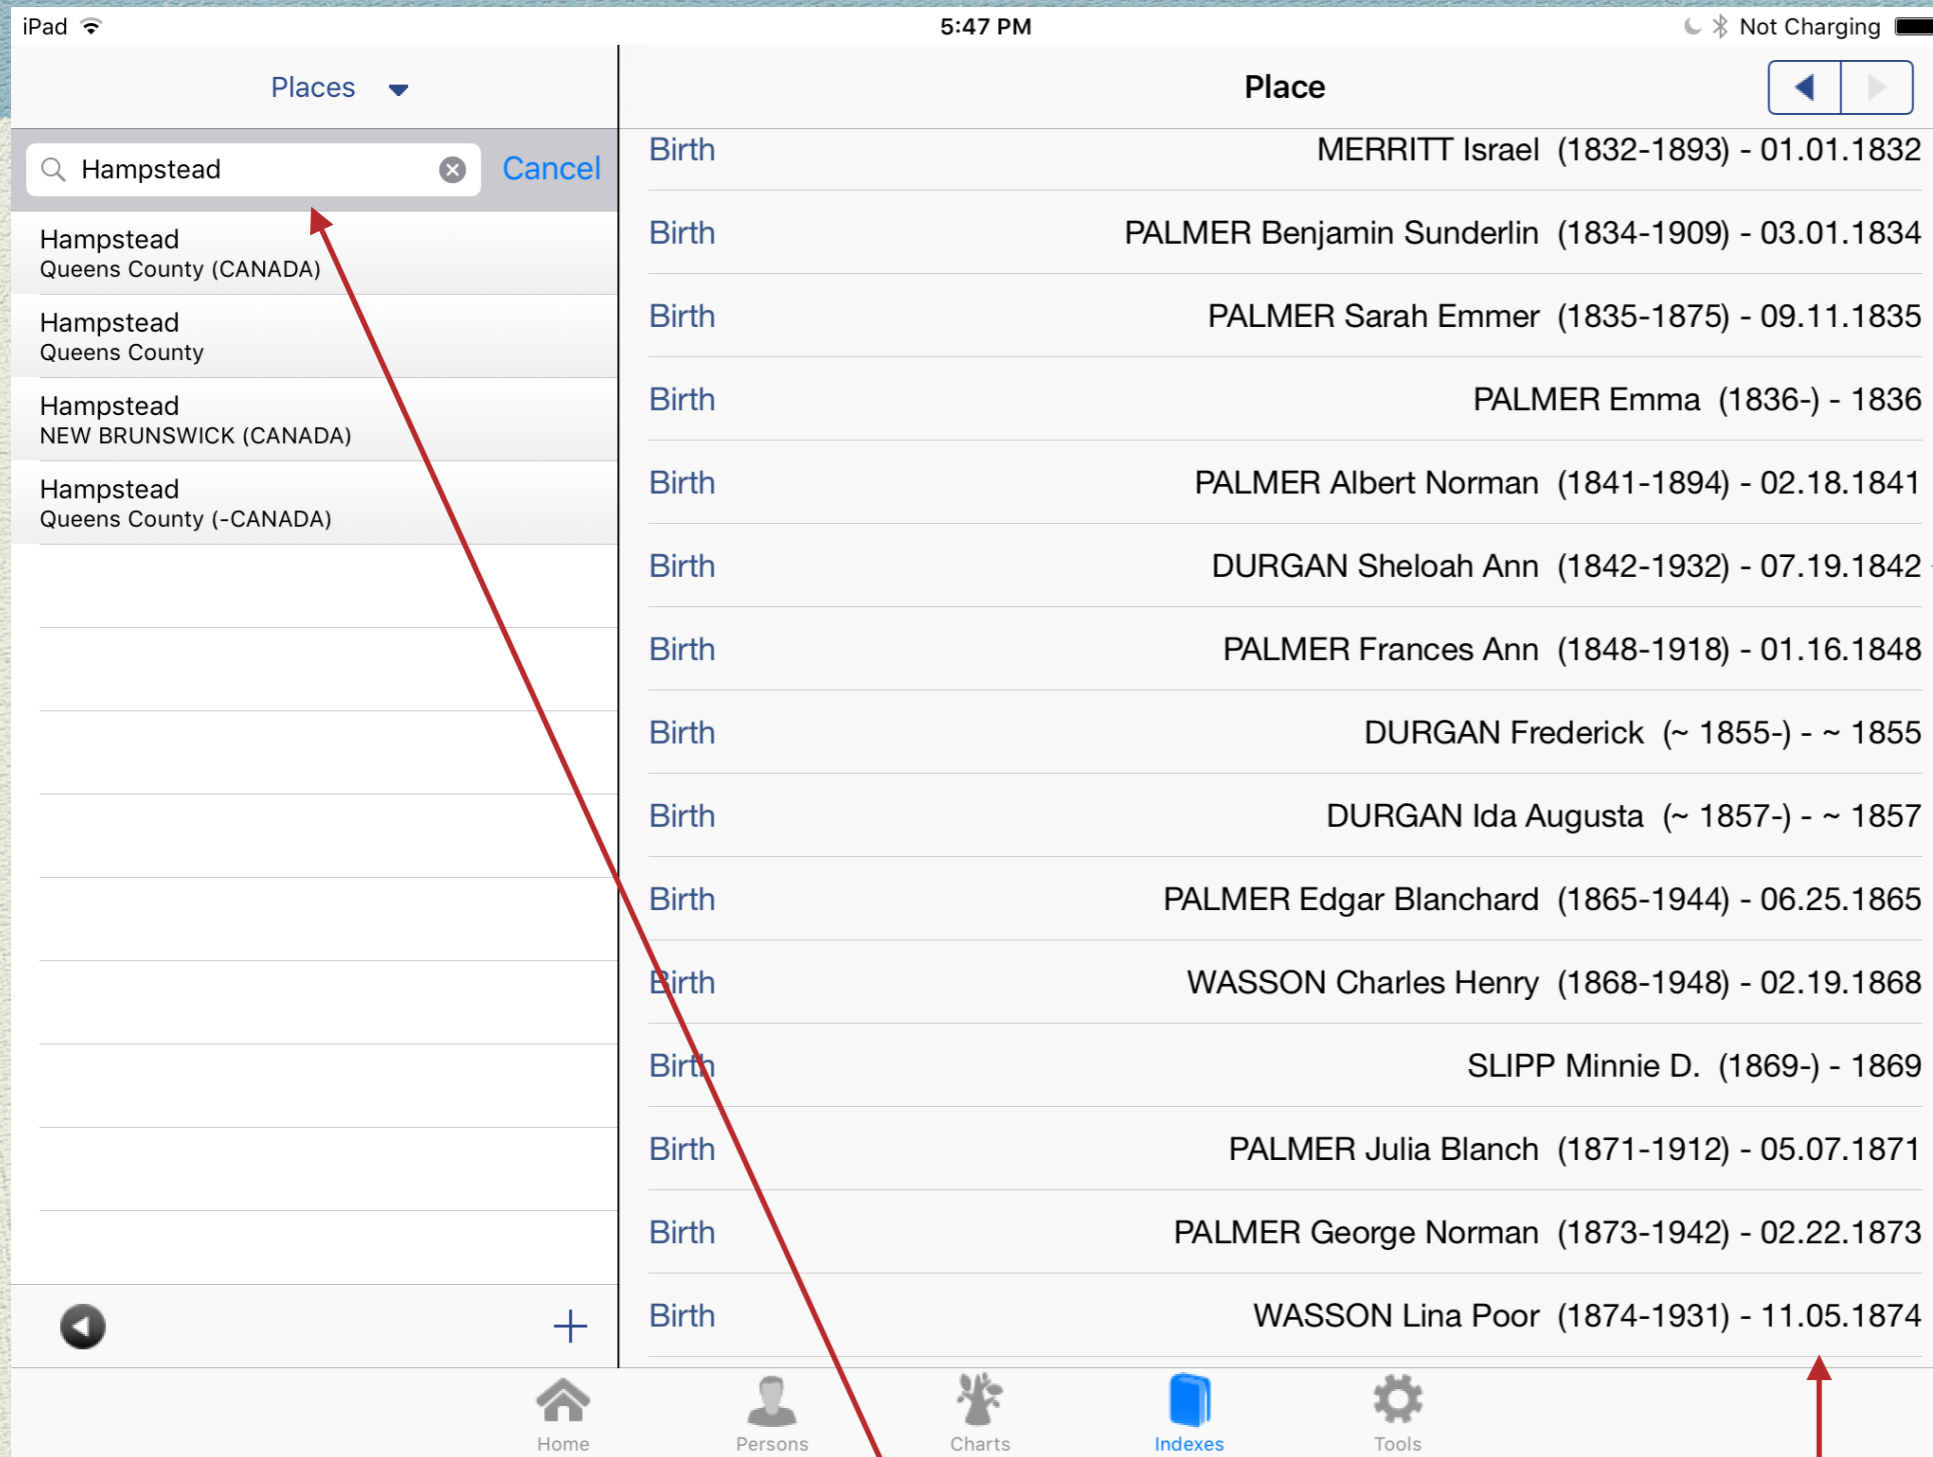 iPad 5:47 PM Not Charging
Places
Place
Hampstead Cancel
Hampstead
Queens County (CANADA)
Hampstead
Queens County
Hampstead
NEW BRUNSWICK (CANADA)
Hampstead
Queens County (-CANADA)
Birth MERRITT Israel (1832-1893) - 01.01.1832
Birth PALMER Benjamin Sunderlin (1834-1909) - 03.01.1834
Birth PALMER Sarah Emmer (1835-1875) - 09.11.1835
Birth PALMER Emma (1836-) - 1836
Birth PALMER Albert Norman (1841-1894) - 02.18.1841
Birth DURGAN Sheloah Ann (1842-1932) - 07.19.1842
Birth PALMER Frances Ann (1848-1918) - 01.16.1848
Birth DURGAN Frederick (~ 1855-) - ~ 1855
Birth DURGAN Ida Augusta (~ 1857-) - ~ 1857
Birth PALMER Edgar Blanchard (1865-1944) - 06.25.1865
Birth WASSON Charles Henry (1868-1948) - 02.19.1868
Birth SLIPP Minnie D. (1869-) - 1869
Birth PALMER Julia Blanch (1871-1912) - 05.07.1871
Birth PALMER George Norman (1873-1942) - 02.22.1873
Birth WASSON Lina Poor (1874-1931) - 11.05.1874
Home Persons Charts Indexes Tools